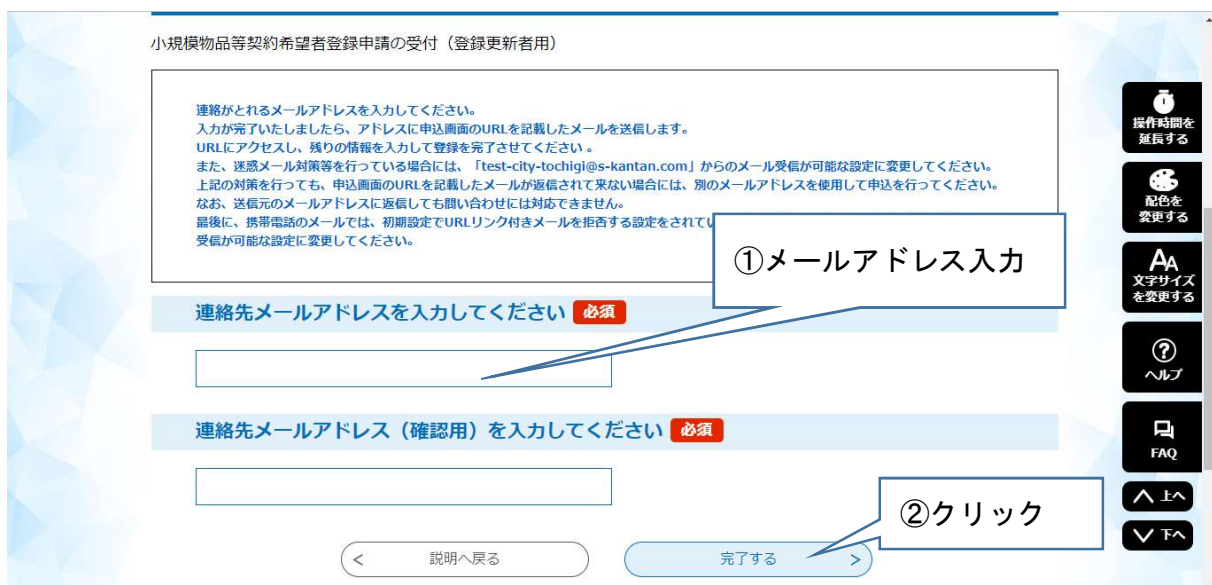 小規模物品等契約希望者登録申請の受付（登録更新者用）
連絡がとれるメールアドレスを入力してください。
入力が完了いたしましたら、アドレスに申込画面のURLを記載したメールを送信します。
URLにアクセスし、残りの情報を入力して登録を完了させてください 。
また、迷惑メール対策等を行っている場合には、「test-city-tochigi@s-kantan.com」からのメール受信が可能な設定に変更してください。
上記の対策を行っても、申込画面のURLを記載したメールが返信されて来ない場合には、別のメールアドレスを使用して申込を行ってください。
なお、送信元のメールアドレスに返信しても問い合わせには対応できません。
最後に、携帯電話のメールでは、初期設定でURLリンク付きメールを拒否する設定をされてい
受信が可能な設定に変更してください。
①メールアドレス入力
連絡先メールアドレスを入力してください 必須
連絡先メールアドレス（確認用）を入力してください 必須
②クリック
< 説明へ戻る
完了する >
操作時間を
延長する
配色を
変更する
AA
文字サイズ
を変更する
?
ヘルプ
FAQ
上へ
下へ